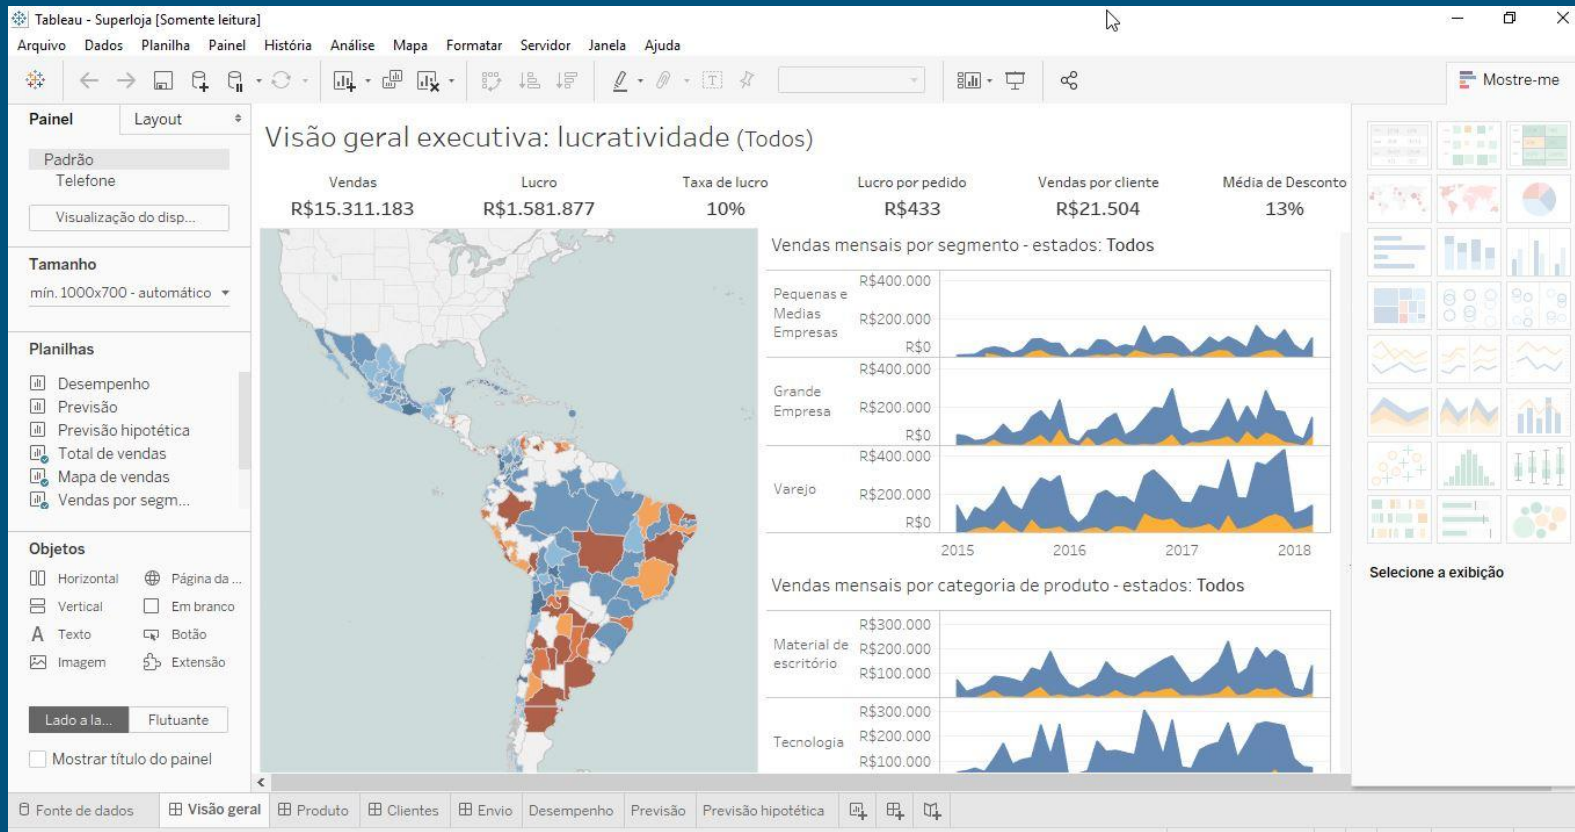 Tableau - Superloja [Somente leitura]
Arquivo Dados Planilha Painel História Análise Mapa Formatar Servidor Janela Ajuda
Mostre-me
Painel Layout
Padrão
Telefone
Visualização do disp...
Tamanho
mín. 1000x700 - automático
Planilhas
Desempenho
Previsão
Previsão hipotética
Total de vendas
Mapa de vendas
Vendas por segm...
Objetos
Horizontal Página da ...
Vertical Em branco
A Texto Botão
Imagem Extensão
Lado a la... Flutuante
Mostrar título do painel
Visão geral executiva: lucratividade (Todos)
Vendas Lucro Taxa de lucro Lucro por pedido Vendas por cliente Média de Desconto
R$15.311.183 R$1.581.877 10% R$433 R$21.504 13%
Vendas mensais por segmento - estados: Todos
Pequenas e
Medias
Empresas
R$400.000
R$200.000
R$0
Grande
Empresa
R$400.000
R$200.000
R$0
Varejo
R$400.000
R$200.000
R$0
2015 2016 2017 2018
Vendas mensais por categoria de produto - estados: Todos
Material de
escritório
R$300.000
R$200.000
R$100.000
Tecnologia
R$300.000
R$200.000
R$100.000
Selecione a exibição
Fonte de dados Visão geral Produto Clientes Envio Desempenho Previsão Previsão hipotética